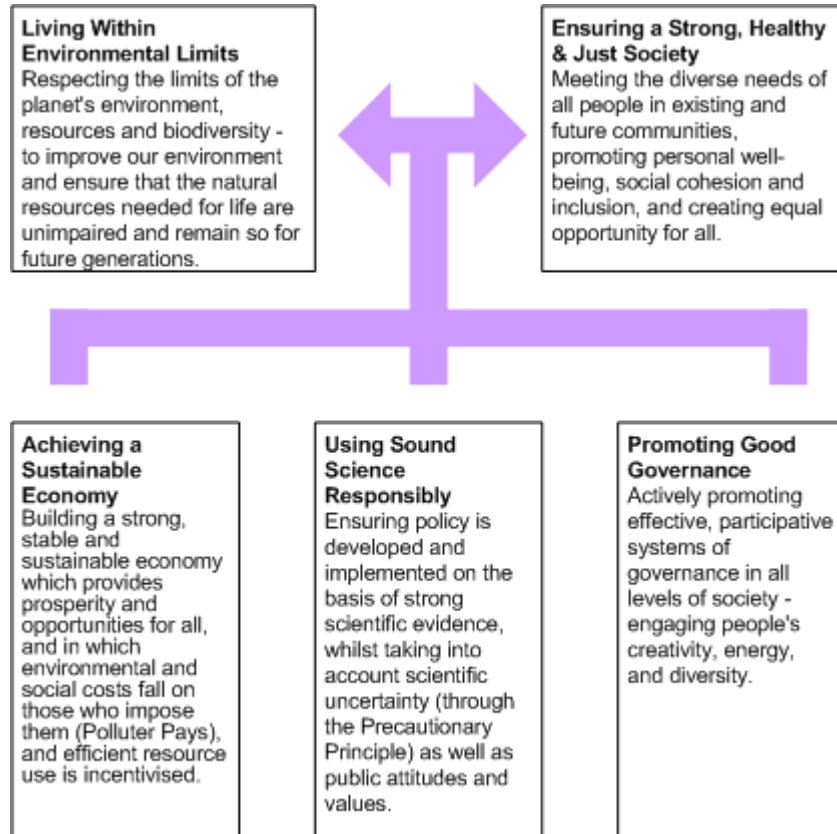 Living Within
Environmental Limits
Respecting the limits of the
planet's environment,
resources and biodiversity -
to improve our environment
and ensure that the natural
resources needed for life are
unimpaired and remain so for
future generations.
Ensuring a Strong, Healthy
& Just Society
Meeting the diverse needs of
all people in existing and
future communities,
promoting personal well-
being, social cohesion and
inclusion, and creating equal
opportunity for all.
Achieving a
Sustainable
Economy
Building a strong,
stable and
sustainable economy
which provides
prosperity and
opportunities for all,
and in which
environmental and
social costs fall on
those who impose
them (Polluter Pays),
and efficient resource
use is incentivised.
Using Sound
Science
Responsibly
Ensuring policy is
developed and
implemented on the
basis of strong
scientific evidence,
whilst taking into
account scientific
uncertainty (through
the Precautionary
Principle) as well as
public attitudes and
values.
Promoting Good
Governance
Actively promoting
effective, participative
systems of
governance in all
levels of society -
engaging people's
creativity, energy,
and diversity.